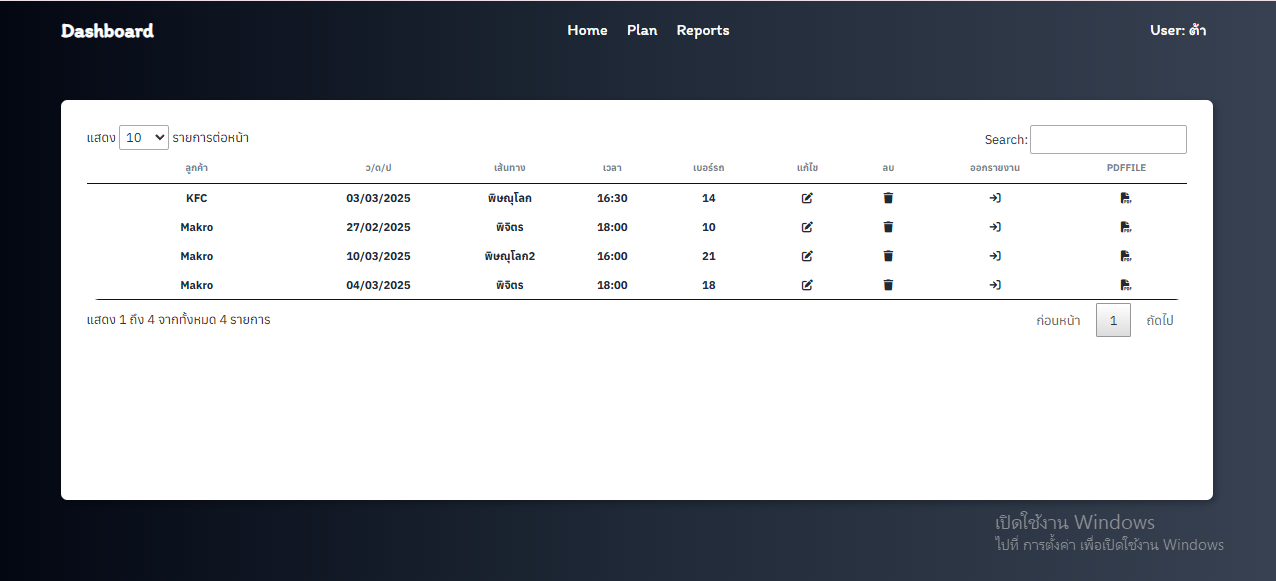 Dashboard Home Plan Reports User: ต้า
แสดง 10 รายการต่อหน้า Search:
ลูกค้า ว/ด/ป เส้นทาง เวลา เบอร์รถ แก้ไข ลบ ออกรายงาน PDFFILE
KFC 03/03/2025 พิษณุโลก 16:30 14
Makro 27/02/2025 พิจิตร 18:00 10
Makro 10/03/2025 พิษณุโลก2 16:00 21
Makro 04/03/2025 พิจิตร 18:00 18
แสดง 1 ถึง 4 จากทั้งหมด 4 รายการ ก่อนหน้า 1 ถัดไป
เปิดใช้งาน Windows
ไปที่ การตั้งค่า เพื่อเปิดใช้งาน Windows